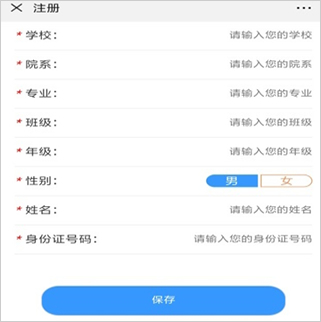 × 注册
* 学校： 请输入您的学校
* 院系： 请输入您的院系
* 专业： 请输入您的专业
* 班级： 请输入您的班级
* 年级： 请输入您的年级
* 性别： 男 女
* 姓名： 请输入您的姓名
* 身份证号码： 请输入您的身份证号码
保存